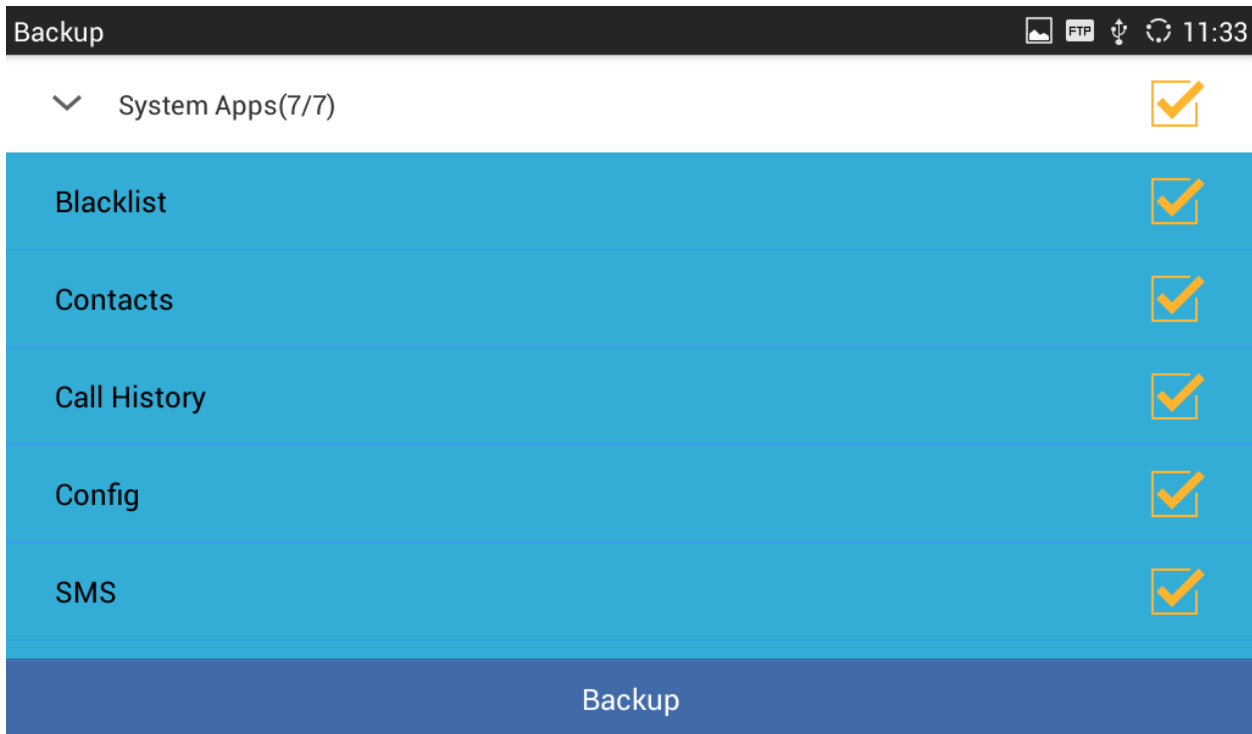 Backup
FTP 11:33
System Apps(7/7)
Blacklist
Contacts
Call History
Config
SMS
Backup